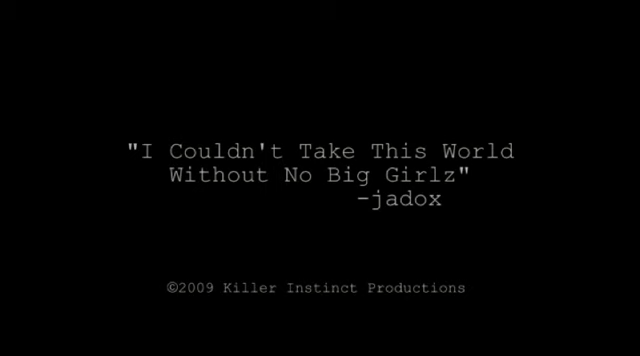 "I Couldn't Take This World
Without No Big Girlz"
-jadox
©2009 Killer Instinct Productions